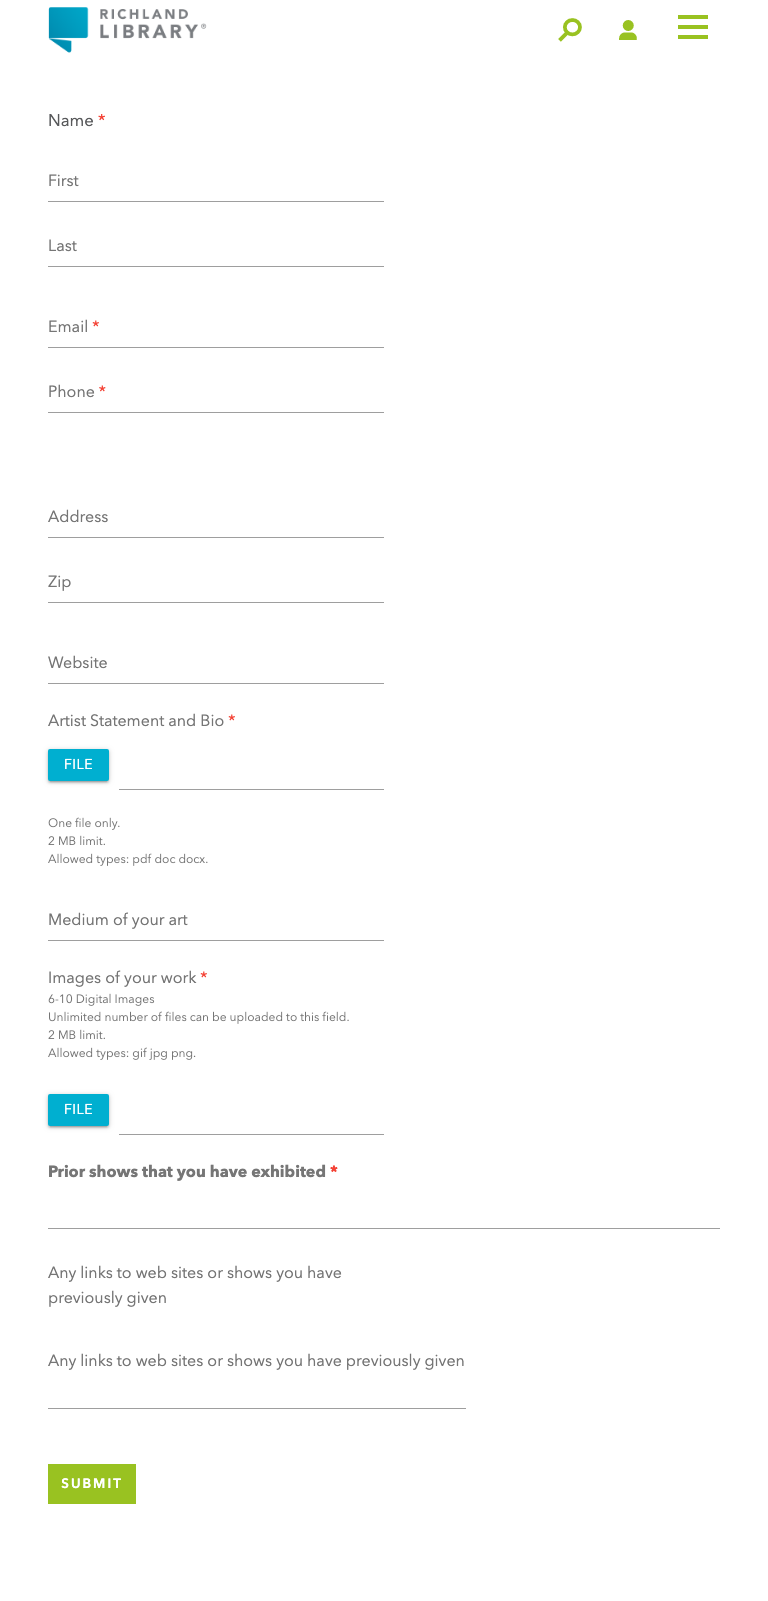 RICHLAND
LIBRARY®
Name *
First
Last
Email *
Phone *
Address
Zip
Website
Artist Statement and Bio *
FILE
One file only.
2 MB limit.
Allowed types: pdf doc docx.
Medium of your art
Images of your work *
6-10 Digital Images
Unlimited number of files can be uploaded to this field.
2 MB limit.
Allowed types: gif jpg png.
FILE
Prior shows that you have exhibited *
Any links to web sites or shows you have
previously given
Any links to web sites or shows you have previously given
SUBMIT